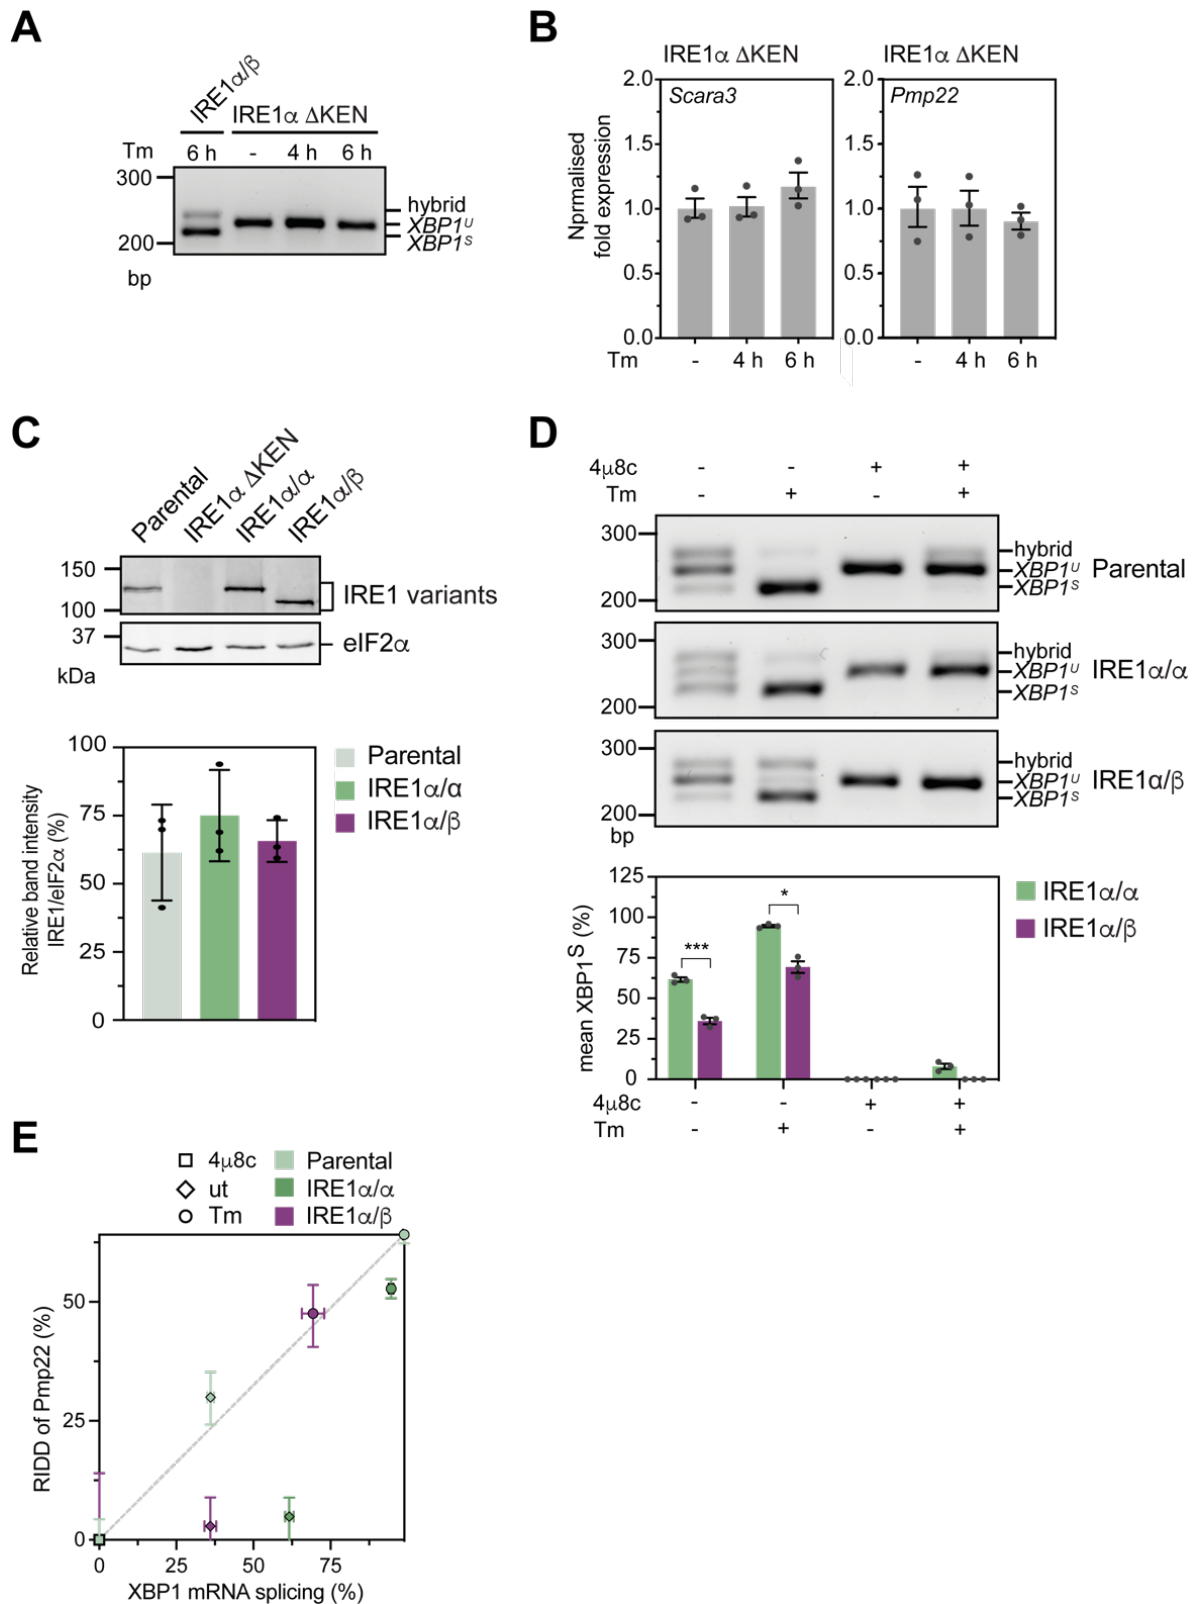 A
IRE1α/β
IRE1α ΔKEN
Tm 6 h - 4 h 6 h
300
hybrid
XBP1U
XBP1S
200
bp
B
IRE1α ΔKEN IRE1α ΔKEN
2.0 Scara3 2.0 Pmp22
1.5 1.5
1.0 1.0
0.5 0.5
0.0 0.0
Nprmalised
fold expression
Tm - 4 h 6 h - 4 h 6 h
C
Parental
IRE1α ΔKEN
IRE1α/α
IRE1α/β
150
100
IRE1 variants
37
eIF2α
kDa
100
75
50
25
0
Relative band intensity
IRE1/eIF2α (%)
Parental
IRE1α/α
IRE1α/β
D
4μ8c - - + +
Tm - + - +
300
hybrid
XBP1U
XBP1S
200
Parental
300
hybrid
XBP1U
XBP1S
200
IRE1α/α
300
hybrid
XBP1U
XBP1S
200
IRE1α/β
bp
125
100
75
50
25
0
mean XBP1S (%)
***
*
IRE1α/α
IRE1α/β
4μ8c - - + +
Tm - + - +
E
4μ8c Parental
ut IRE1α/α
Tm IRE1α/β
50
25
0
RIDD of Pmp22 (%)
0 25 50 75
XBP1 mRNA splicing (%)